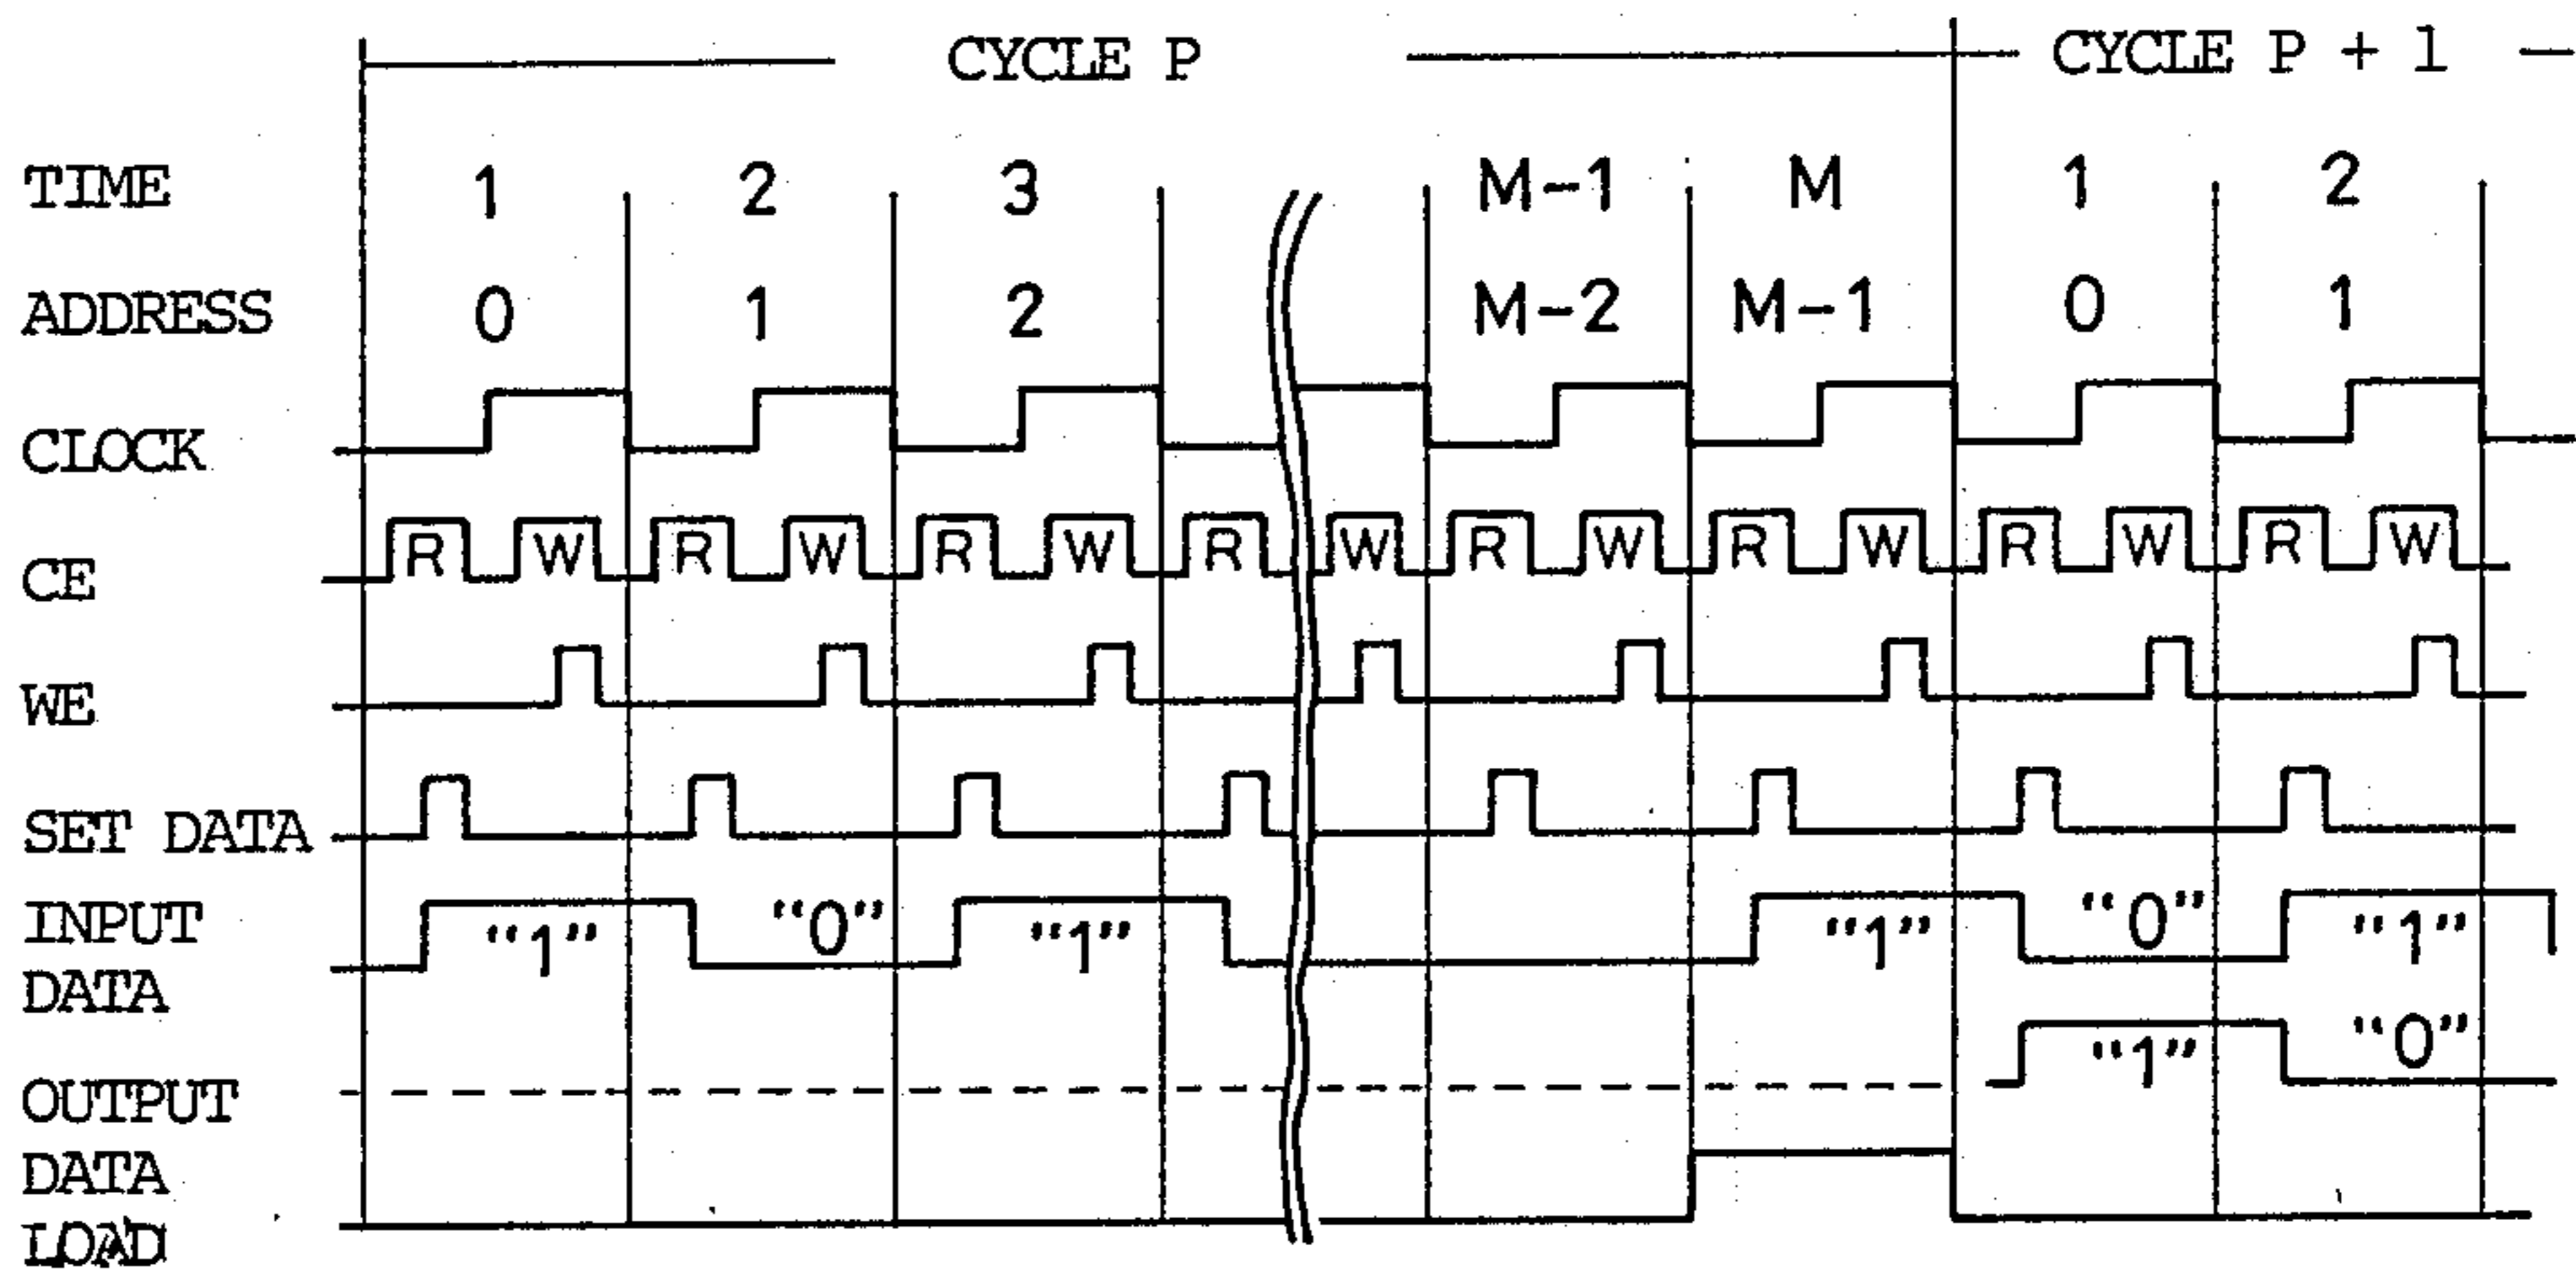 CYCLE P CYCLE P + 1
TIME 1 2 3 M-1 M 1 2
ADDRESS 0 1 2 M-2 M-1 0 1
CLOCK
CE R W R W R W R W R W R W R W R W
WE
SET DATA
INPUT DATA "1" "0" "1" "1" "0" "1"
OUTPUT DATA "1" "0"
LOAD